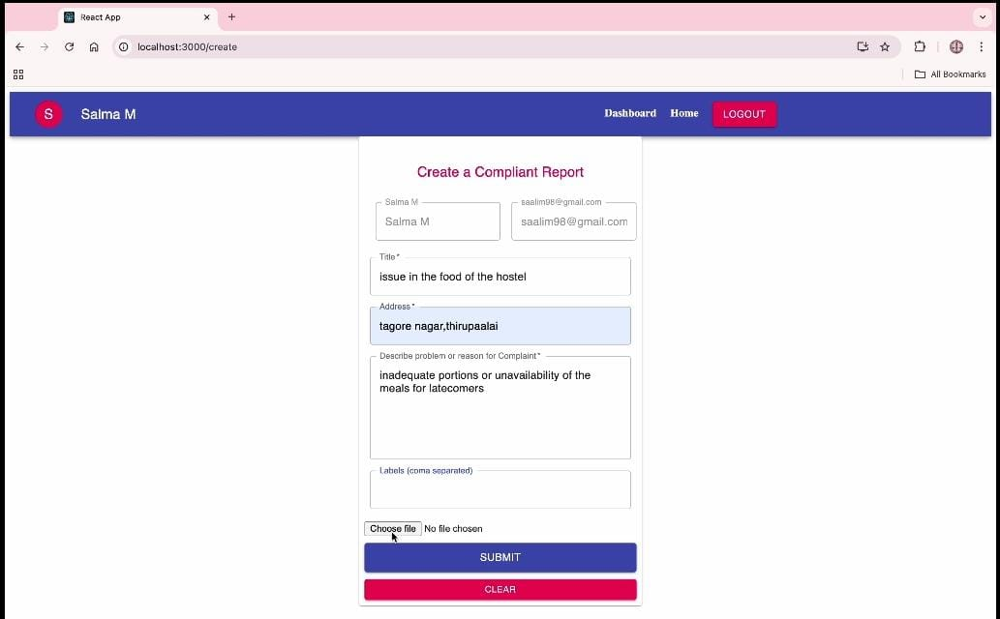 React App
localhost:3000/create
All Bookmarks
S Salma M Dashboard Home LOGOUT
Create a Compliant Report
Salma M saalim98@gmail.com
Salma M saalim98@gmail.com
Title *
issue in the food of the hostel
Address *
tagore nagar,thirupaalai
Describe problem or reason for Complaint *
inadequate portions or unavailability of the
meals for latecomers
Labels (coma separated)
Choose file No file chosen
SUBMIT
CLEAR